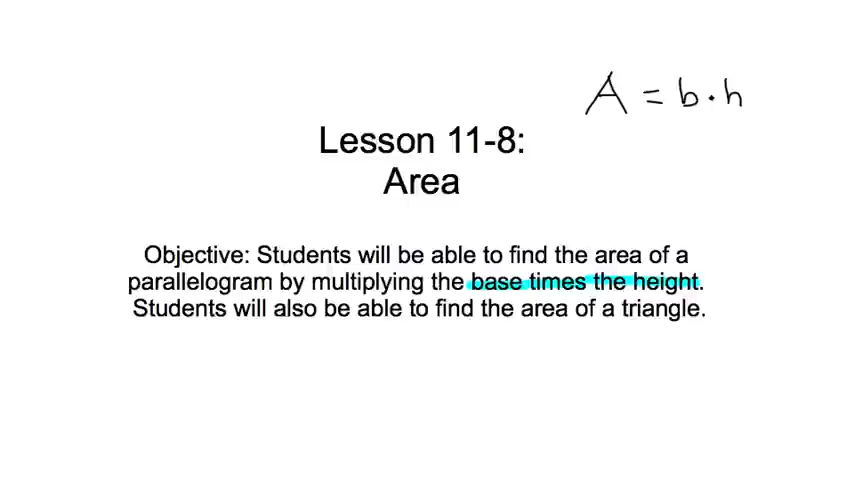 A = b · h
Lesson 11-8:
Area
Objective: Students will be able to find the area of a
parallelogram by multiplying the base times the height.
Students will also be able to find the area of a triangle.